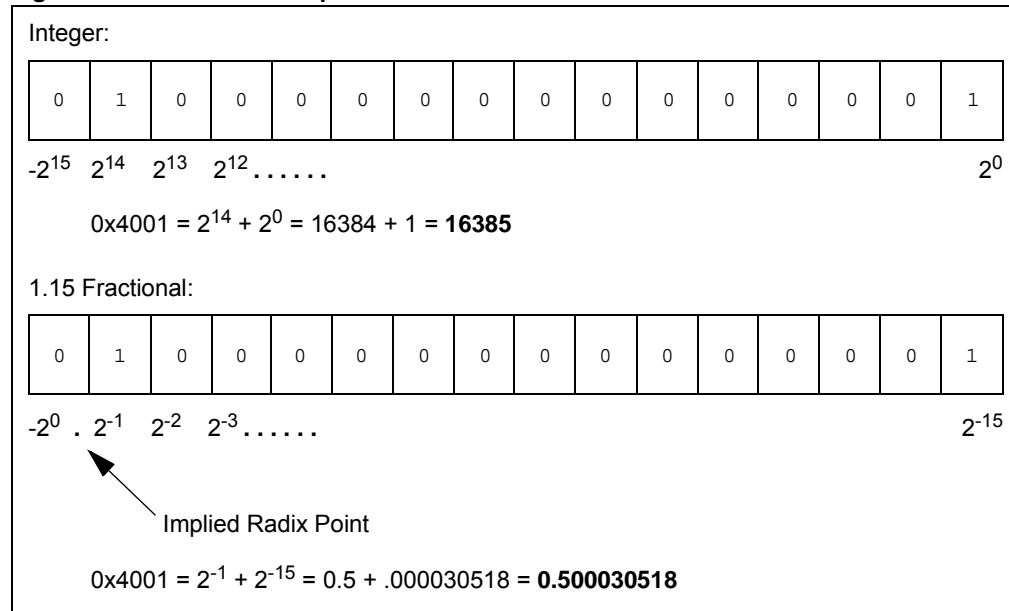 Integer:
0 1 0 0 0 0 0 0 0 0 0 0 0 0 0 1
-2^15 2^14 2^13 2^12 . . . . . . 2^0
0x4001 = 2^14 + 2^0 = 16384 + 1 = 16385
1.15 Fractional:
0 1 0 0 0 0 0 0 0 0 0 0 0 0 0 1
-2^0 . 2^-1 2^-2 2^-3 . . . . . . 2^-15
Implied Radix Point
0x4001 = 2^-1 + 2^-15 = 0.5 + .000030518 = 0.500030518